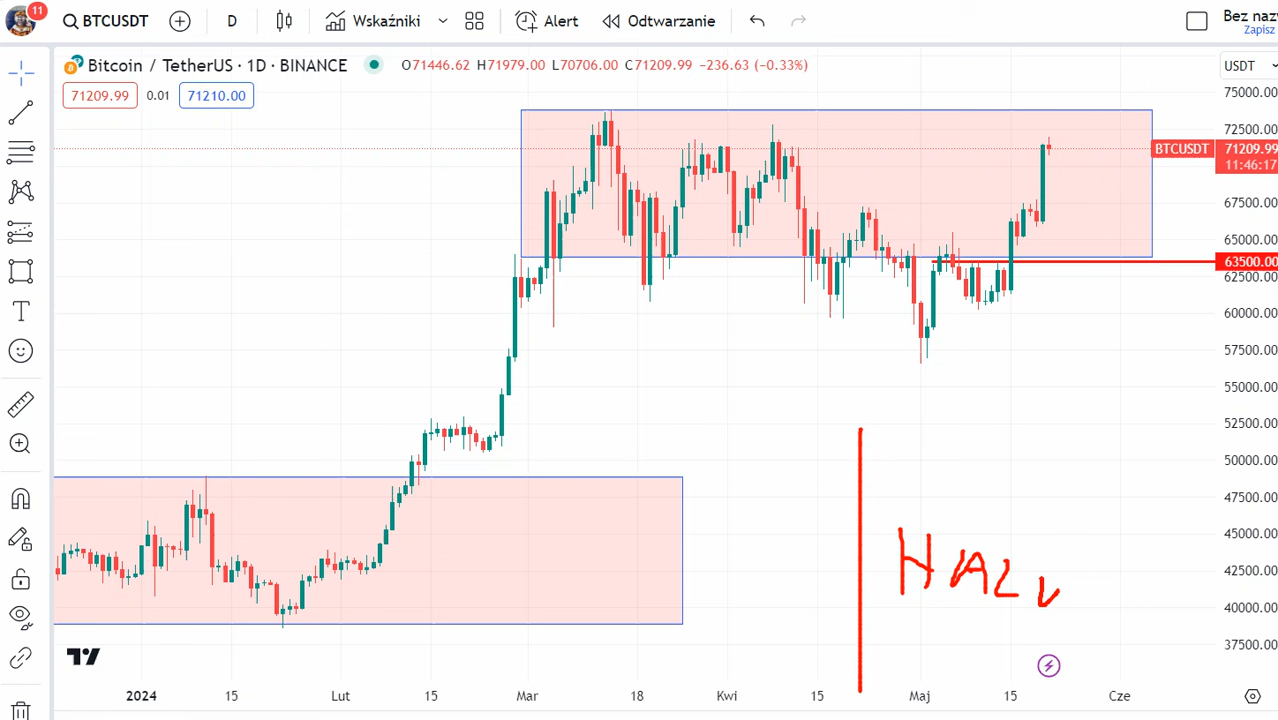 11
BTCUSDT
D
Wskaźniki
Alert
Odtwarzanie
Bez naz
Zapisz
Bitcoin / TetherUS · 1D · BINANCE
O71446.62 H71979.00 L70706.00 C71209.99 −236.63 (−0.33%)
USDT
71209.99
0.01
71210.00
75000.00
72500.00
BTCUSDT
71209.99
11:46:17
67500.00
65000.00
63500.00
62500.00
60000.00
57500.00
55000.00
52500.00
50000.00
47500.00
45000.00
42500.00
40000.00
37500.00
HALV
T
2024
15
Lut
15
Mar
18
Kwi
15
Maj
15
Cze